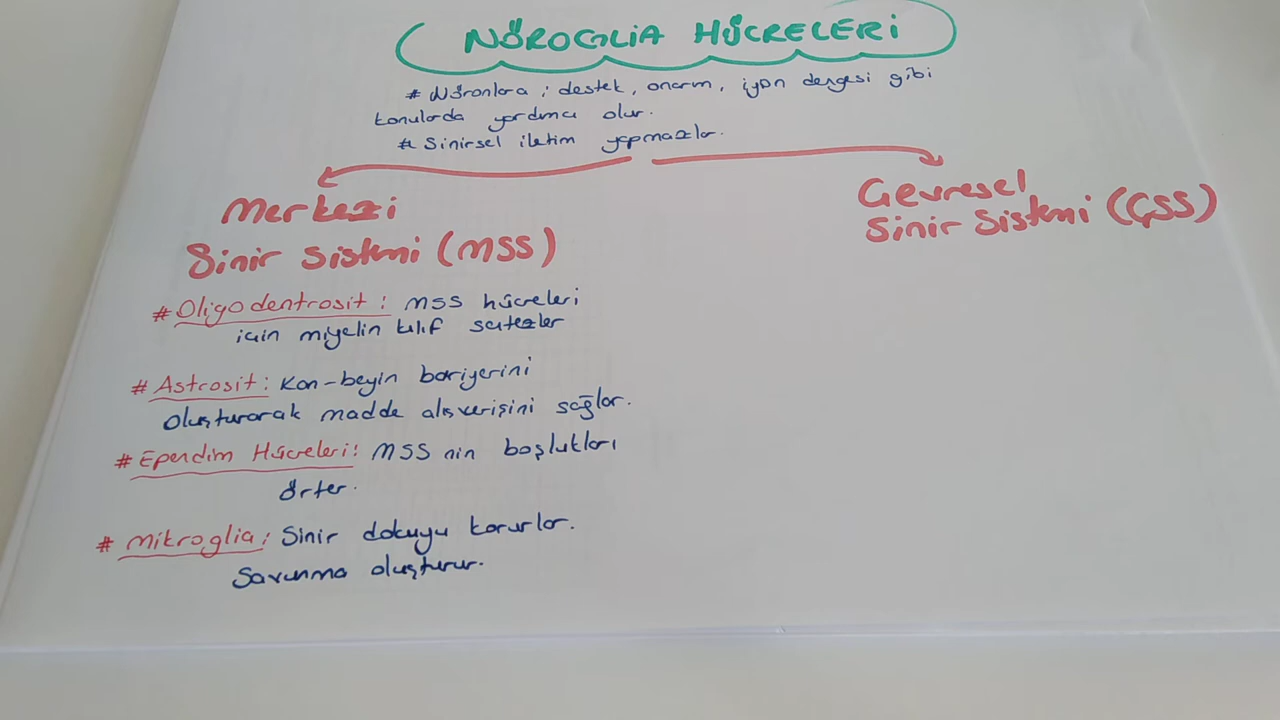 NÖROGLİA HÜCRELERİ
# Nöronlara ; destek, onarım, iyon dengesi gibi
konularda yardımcı olur.
# Sinirsel iletim yapmazlar.
Merkezi
Sinir Sistemi (MSS)
# Oligodentrosit : MSS hücreleri
için miyelin kılıf sentezler
# Astrosit : Kan-beyin bariyerini
oluşturarak madde alışverişini sağlar.
# Ependim Hücreleri : MSS nin boşlukları
örter.
# Mikroglia : Sinir dokuyu korurlar.
Savunma oluşturur.
Çevresel
Sinir Sistemi (ÇSS)